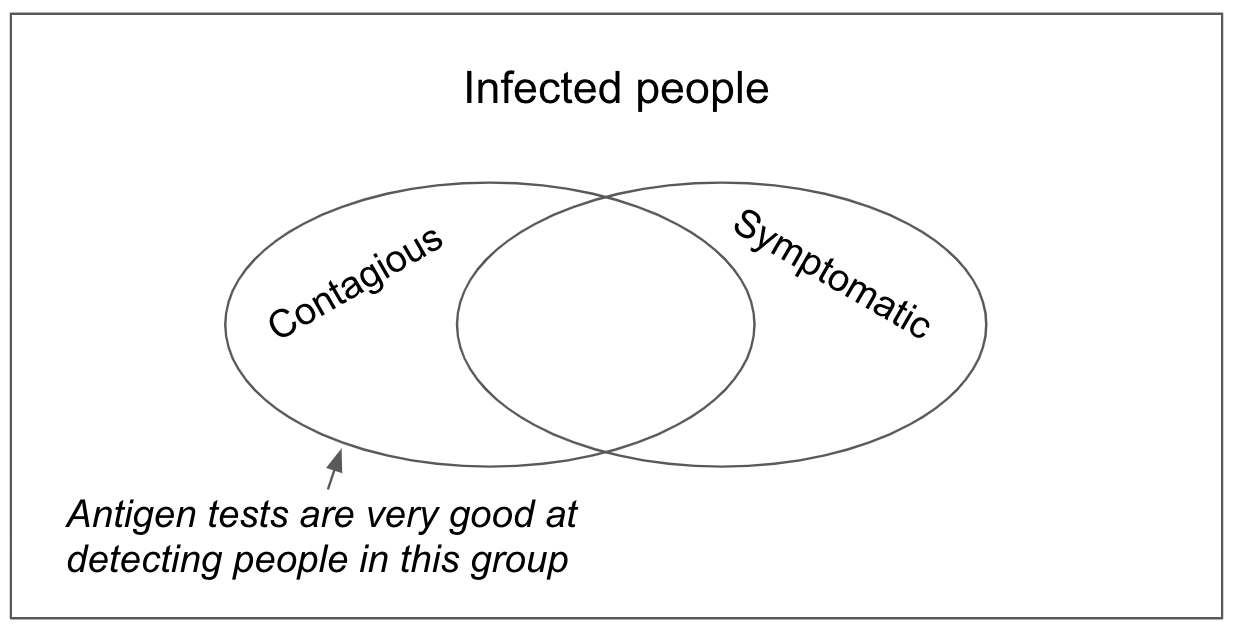 Infected people
Contagious
Symptomatic
Antigen tests are very good at
detecting people in this group